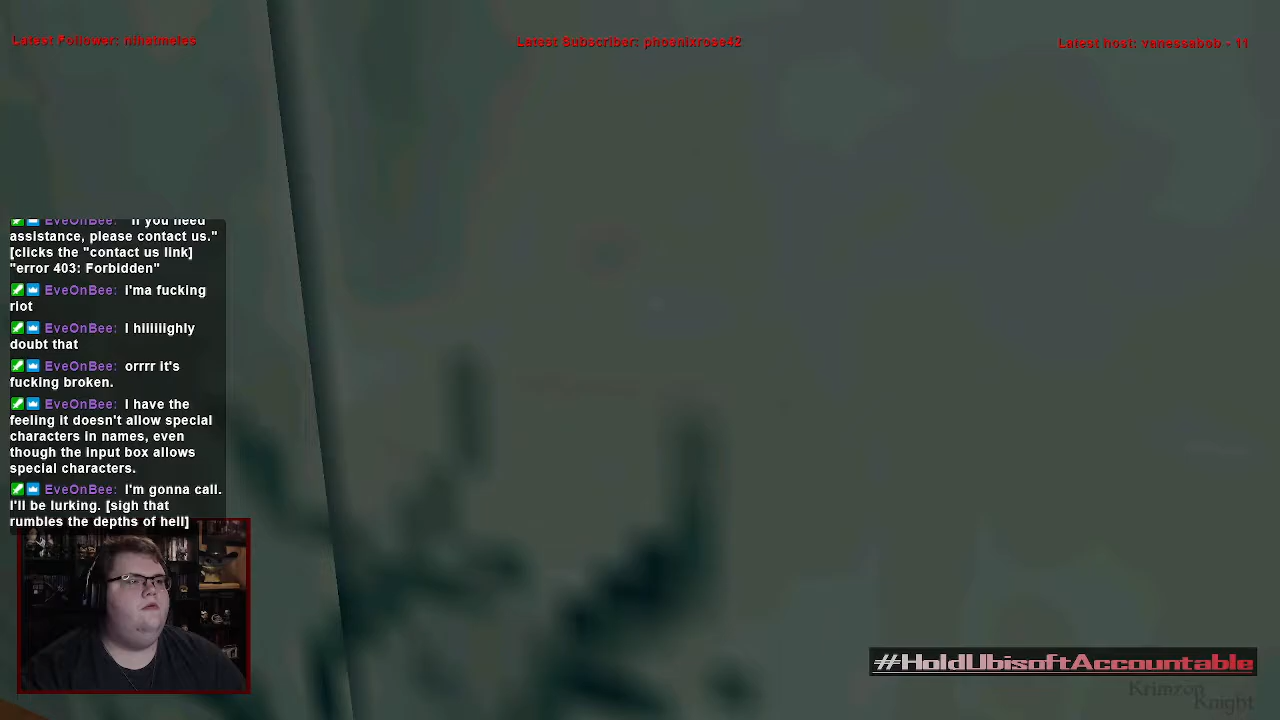 Latest Follower: nihatmeles
Latest Subscriber: phoenixrose42
Latest host: vanessabob - 11
EveOnBee: "If you need
assistance, please contact us."
[clicks the "contact us link]
"error 403: Forbidden"
EveOnBee: I'ma fucking
riot
EveOnBee: I hiiiiiighly
doubt that
EveOnBee: orrrr it's
fucking broken.
EveOnBee: I have the
feeling it doesn't allow special
characters in names, even
though the input box allows
special characters.
EveOnBee: I'm gonna call.
I'll be lurking. [sigh that
rumbles the depths of hell]
#HoldUbisoftAccountable
Krimzon
Knight